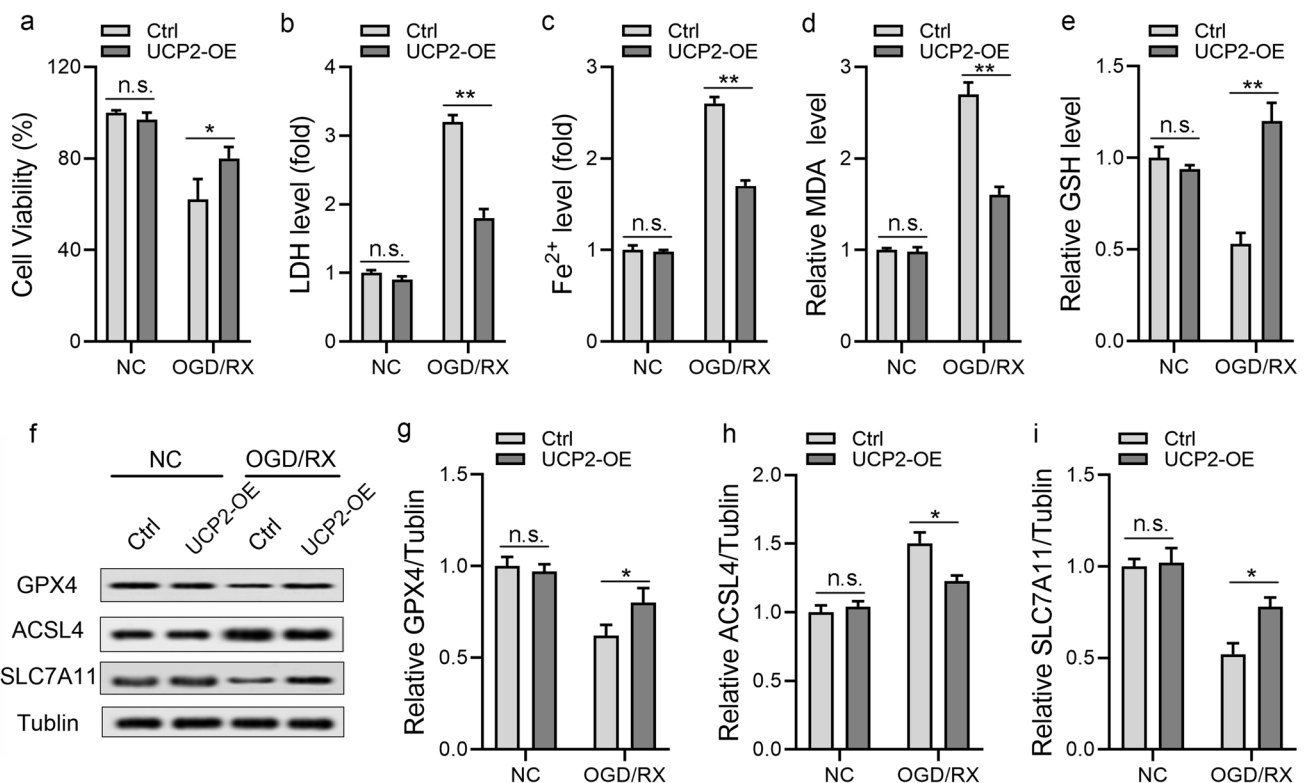 a
Ctrl
UCP2-OE
Cell Viability (%)
120
80
40
0
n.s.
*
NC
OGD/RX
b
Ctrl
UCP2-OE
LDH level (fold)
4
3
2
1
0
n.s.
**
NC
OGD/RX
c
Ctrl
UCP2-OE
Fe2+ level (fold)
3
2
1
0
n.s.
**
NC
OGD/RX
d
Ctrl
UCP2-OE
Relative MDA level
3
2
1
0
n.s.
**
NC
OGD/RX
e
Ctrl
UCP2-OE
Relative GSH level
1.5
1.0
0.5
0.0
n.s.
**
NC
OGD/RX
f
NC
OGD/RX
Ctrl
UCP2-OE
Ctrl
UCP2-OE
GPX4
ACSL4
SLC7A11
Tublin
g
Ctrl
UCP2-OE
Relative GPX4/Tublin
1.5
1.0
0.5
0.0
n.s.
*
NC
OGD/RX
h
Ctrl
UCP2-OE
Relative ACSL4/Tublin
2.0
1.5
1.0
0.5
0.0
n.s.
*
NC
OGD/RX
i
Ctrl
UCP2-OE
Relative SLC7A11/Tublin
1.5
1.0
0.5
0.0
n.s.
*
NC
OGD/RX